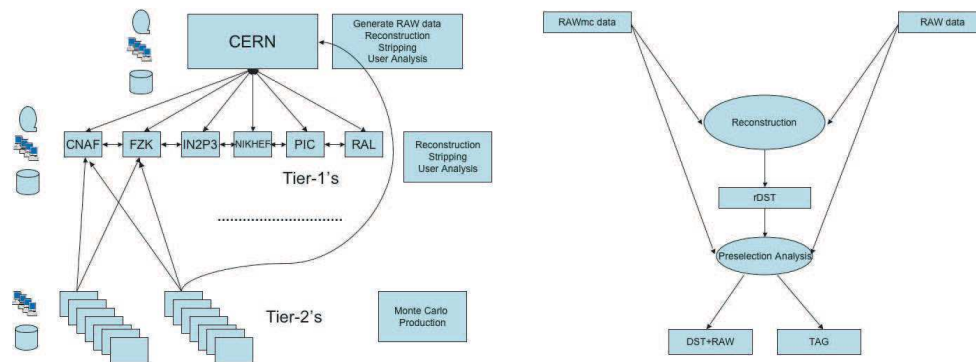 CERN
Generate RAW data
Reconstruction
Stripping
User Analysis
CNAF
FZK
IN2P3
NIKHEF
PIC
RAL
Tier-1's
Reconstruction
Stripping
User Analysis
Tier-2's
Monte Carlo
Production
RAWmc data
RAW data
Reconstruction
rDST
Preselection Analysis
DST+RAW
TAG